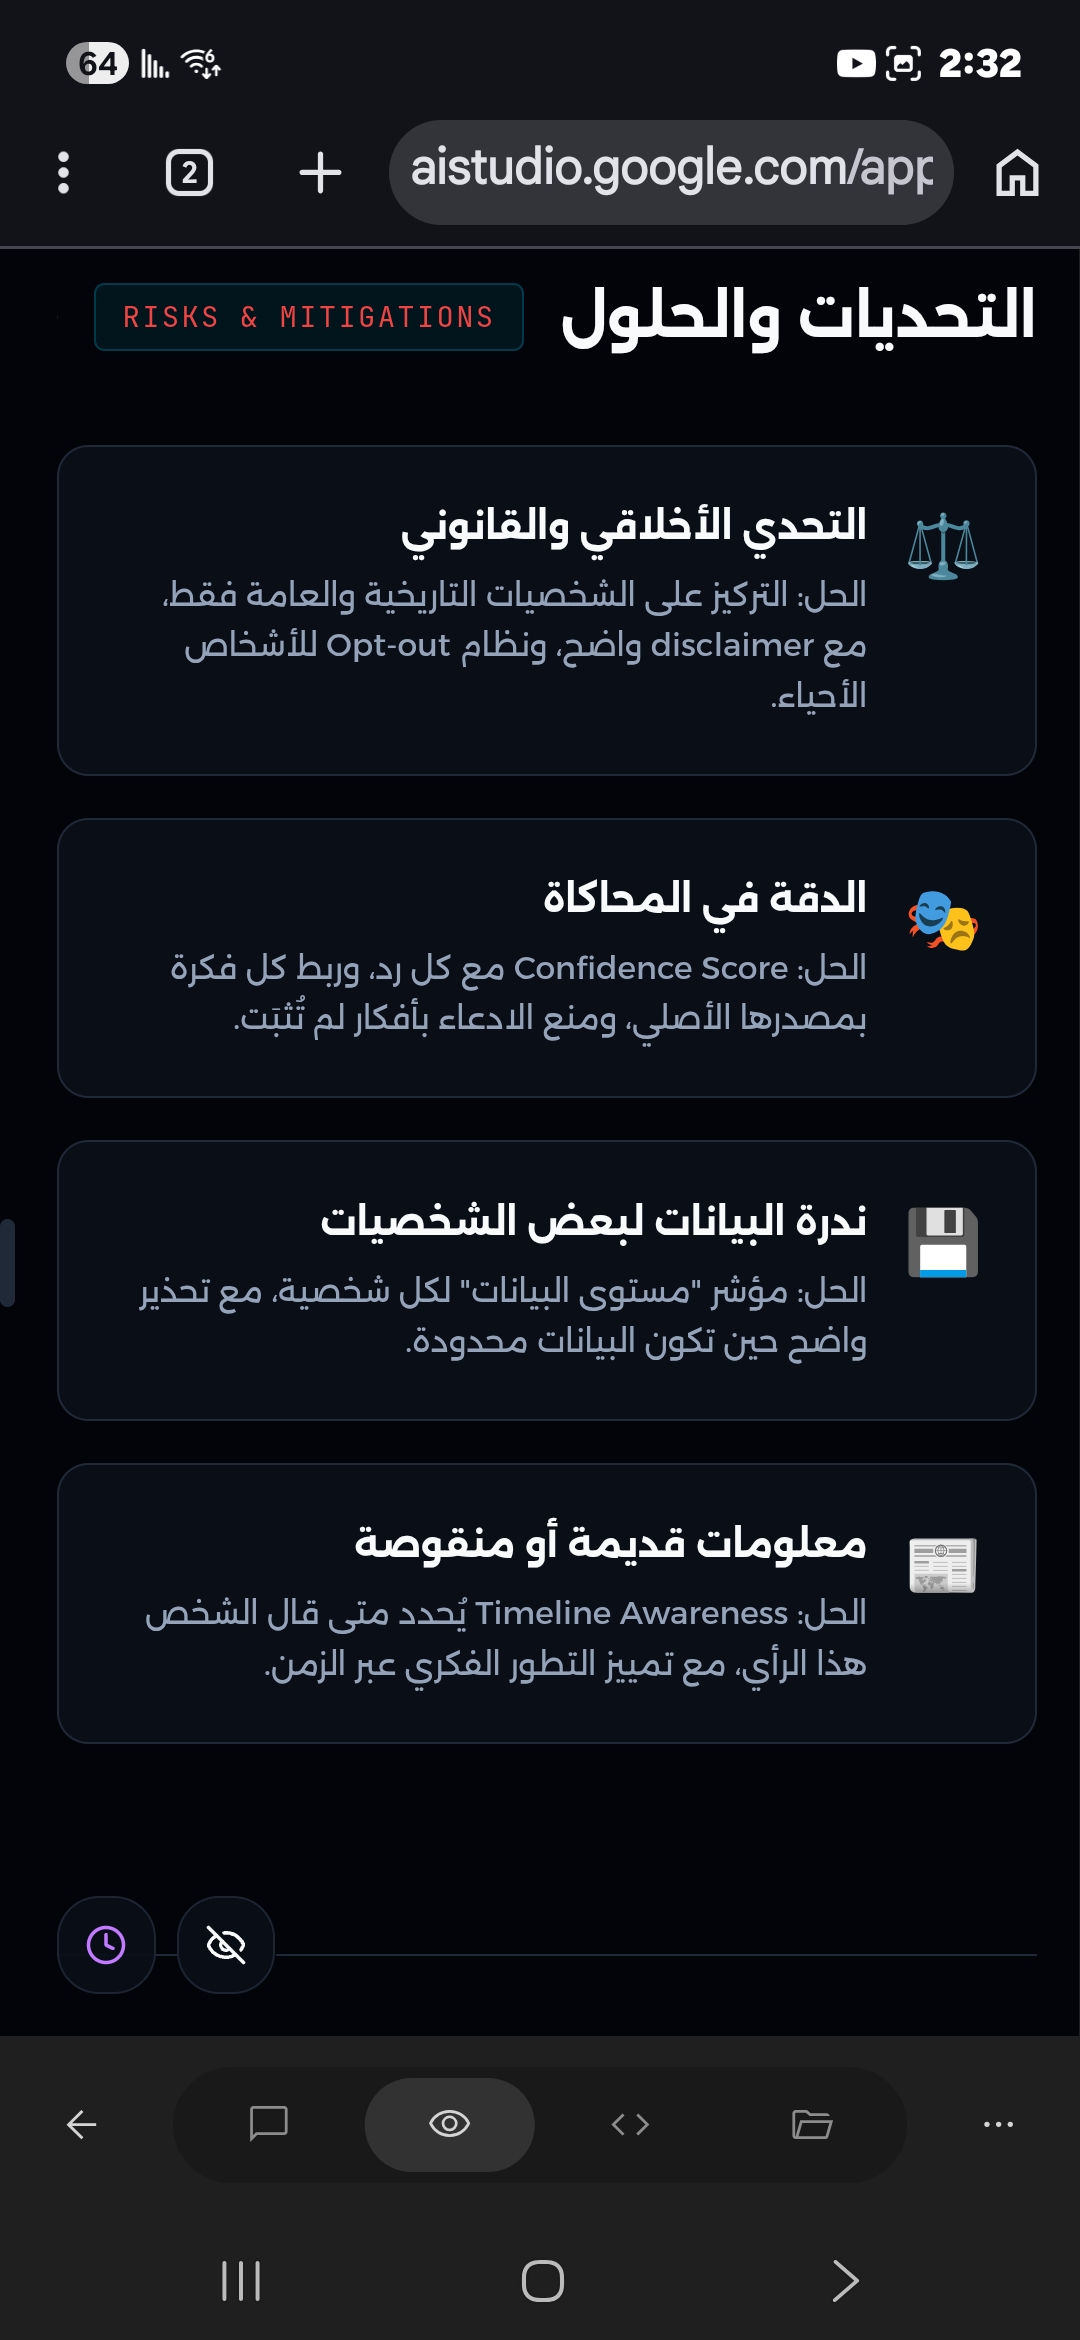 64
2:32
2
aistudio.google.com/app
التحديات والحلول
RISKS & MITIGATIONS
التحدي الأخلاقي والقانوني
الحل: التركيز على الشخصيات التاريخية والعامة فقط،
مع disclaimer واضح، ونظام Opt-out للأشخاص
الأحياء.
الدقة في المحاكاة
الحل: Confidence Score مع كل رد، وربط كل فكرة
بمصدرها الأصلي، ومنع الادعاء بأفكار لم تُثبَت.
ندرة البيانات لبعض الشخصيات
الحل: مؤشر "مستوى البيانات" لكل شخصية، مع تحذير
واضح حين تكون البيانات محدودة.
معلومات قديمة أو منقوصة
الحل: Timeline Awareness يُحدد متى قال الشخص
هذا الرأي، مع تمييز التطور الفكري عبر الزمن.